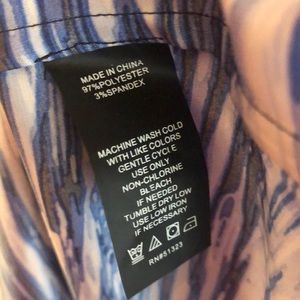 MADE IN CHINA
97%POLYESTER
3%SPANDEX
MACHINE WASH COLD
WITH LIKE COLORS
GENTLE CYCLE
USE ONLY
NON-CHLORINE
BLEACH
IF NEEDED
TUMBLE DRY LOW
USE LOW IRON
IF NECESSARY
RN#51323